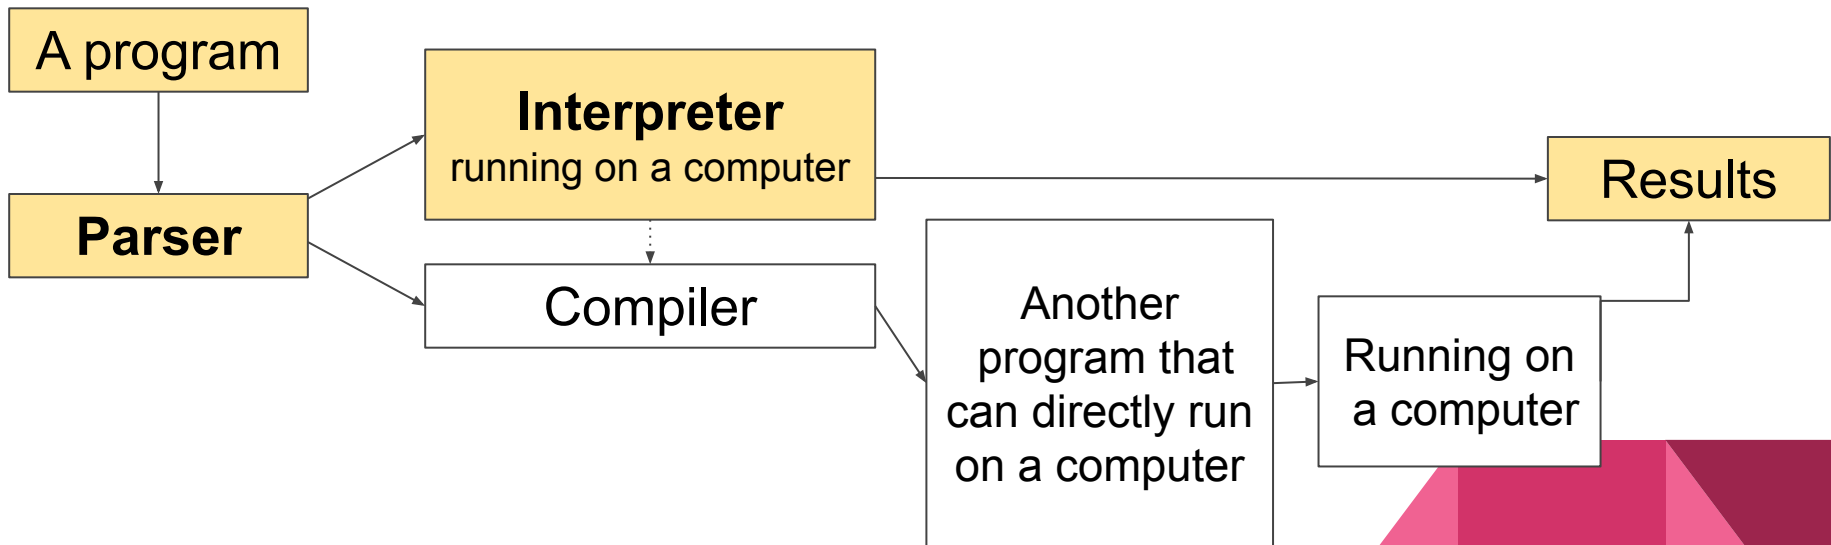 A program
Parser
Interpreter
running on a computer
Compiler
Another
program that
can directly run
on a computer
Running on
a computer
Results